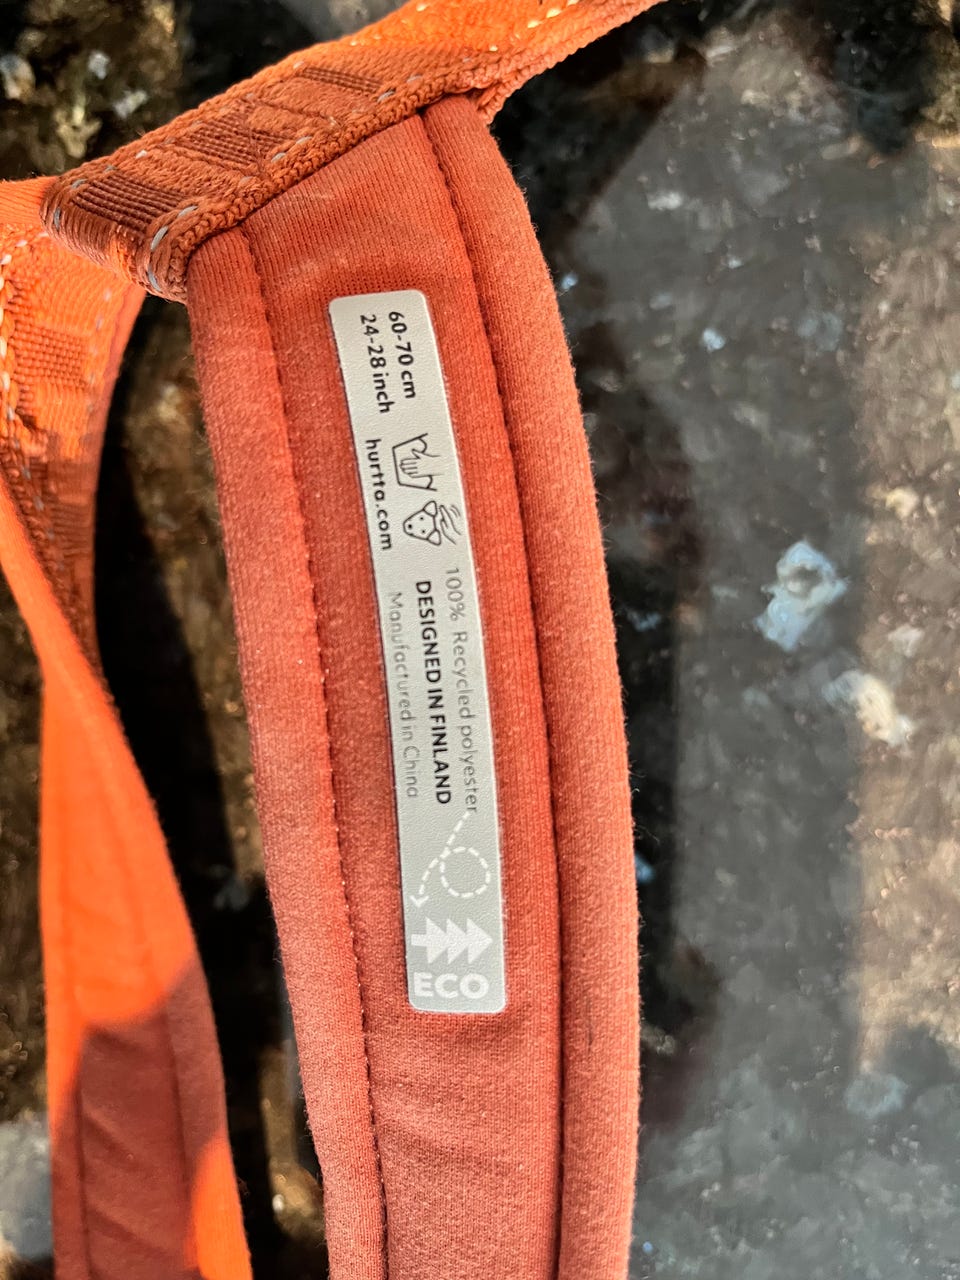 60-70 cm
24-28 inch
hurtta.com
100% Recycled polyester
DESIGNED IN FINLAND
Manufactured in China
ECO